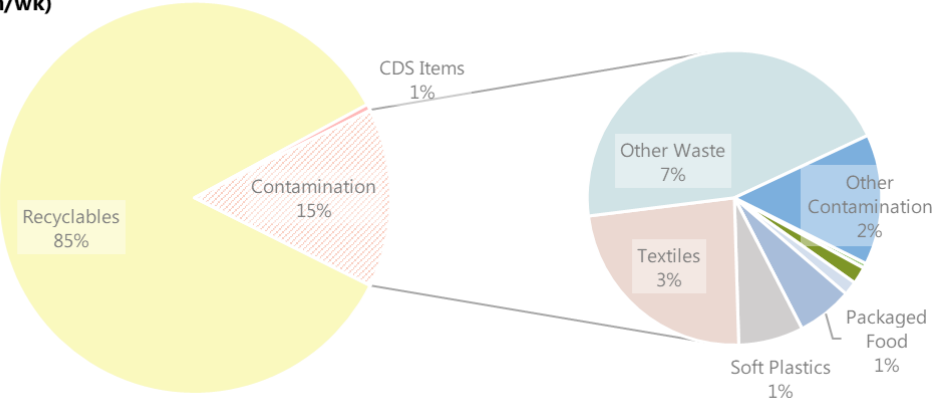 CDS Items
1%
Contamination
15%
Recyclables
85%
Other Waste
7%
Other
Contamination
2%
Textiles
3%
Packaged
Food
1%
Soft Plastics
1%